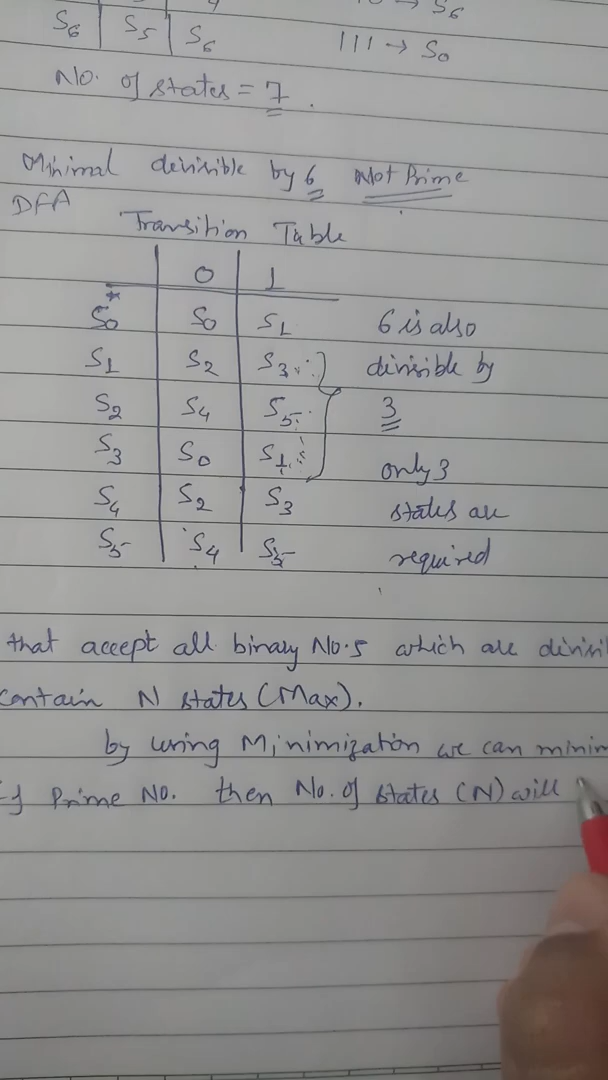 → S6
S6 S5 S6 111 → S0
No. of states = 7.
Minimal divisible by 6 Not Prime
DFA
Transition Table
0 1
S0* S0 S1 6 is also
S1 S2 S3 divisible by
S2 S4 S5 3
S3 S0 S1 only 3
S4 S2 S3 states are
S5 S4 S5 required
that accept all binary No.s which are divisi
contain N states (Max).
by using Minimization we can minim
Prime No. then No. of states (N) will